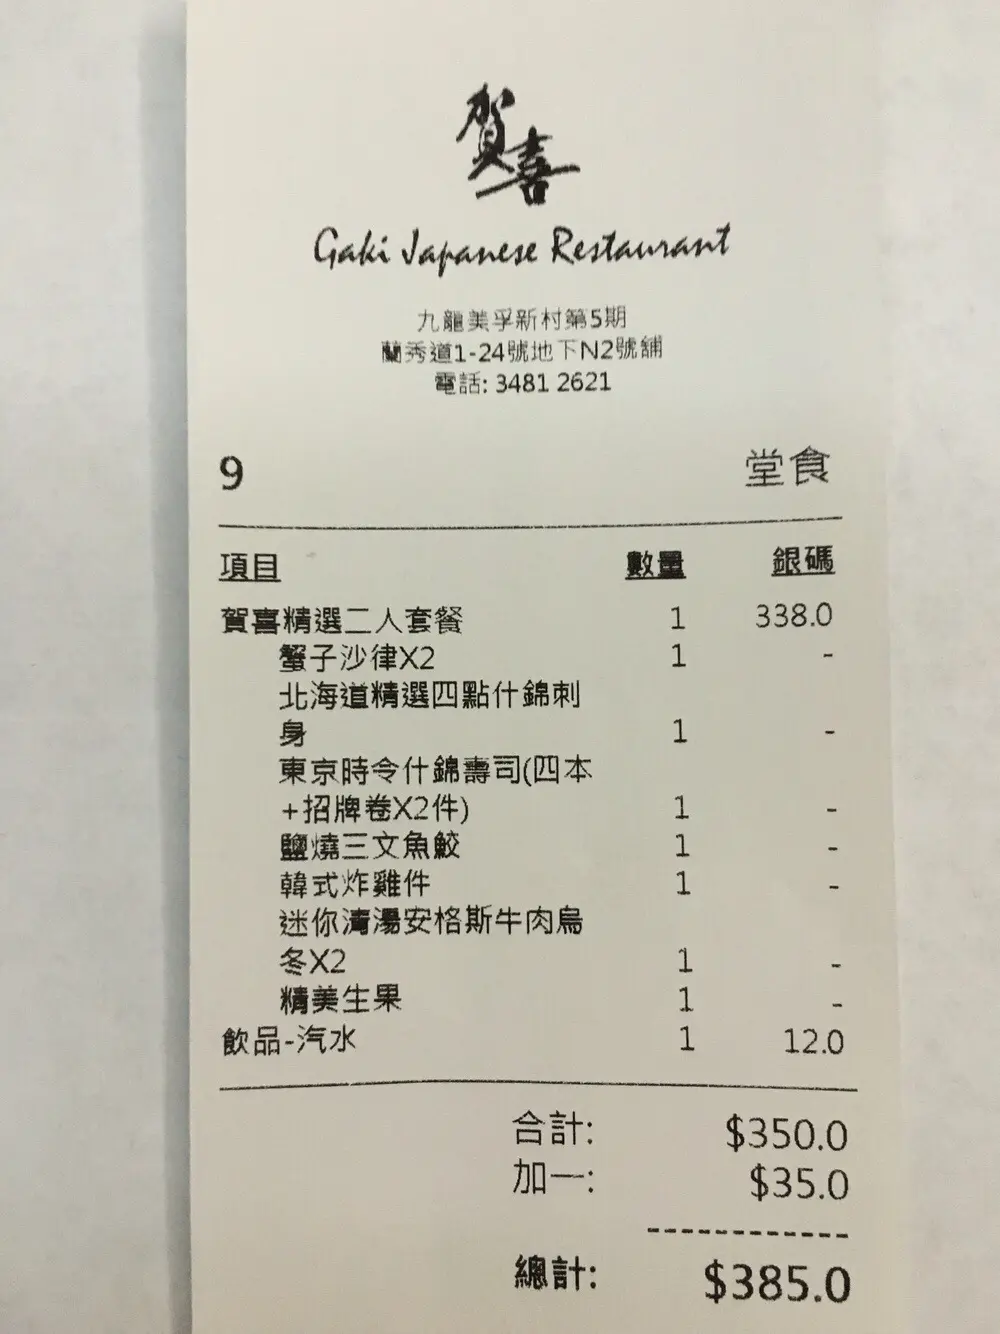 賀喜
Gaki Japanese Restaurant
九龍美孚新村第5期
蘭秀道1-24號地下N2號舖
電話: 3481 2621
9 堂食
項目 數量 銀碼
賀喜精選二人套餐 1 338.0
蟹子沙律X2 1 -
北海道精選四點什錦刺
身 1 -
東京時令什錦壽司(四本
+招牌卷X2件) 1 -
鹽燒三文魚鮫 1 -
韓式炸雞件 1 -
迷你清湯安格斯牛肉烏
冬X2 1 -
精美生果 1 -
飲品-汽水 1 12.0
合計: $350.0
加一: $35.0
------------
總計: $385.0